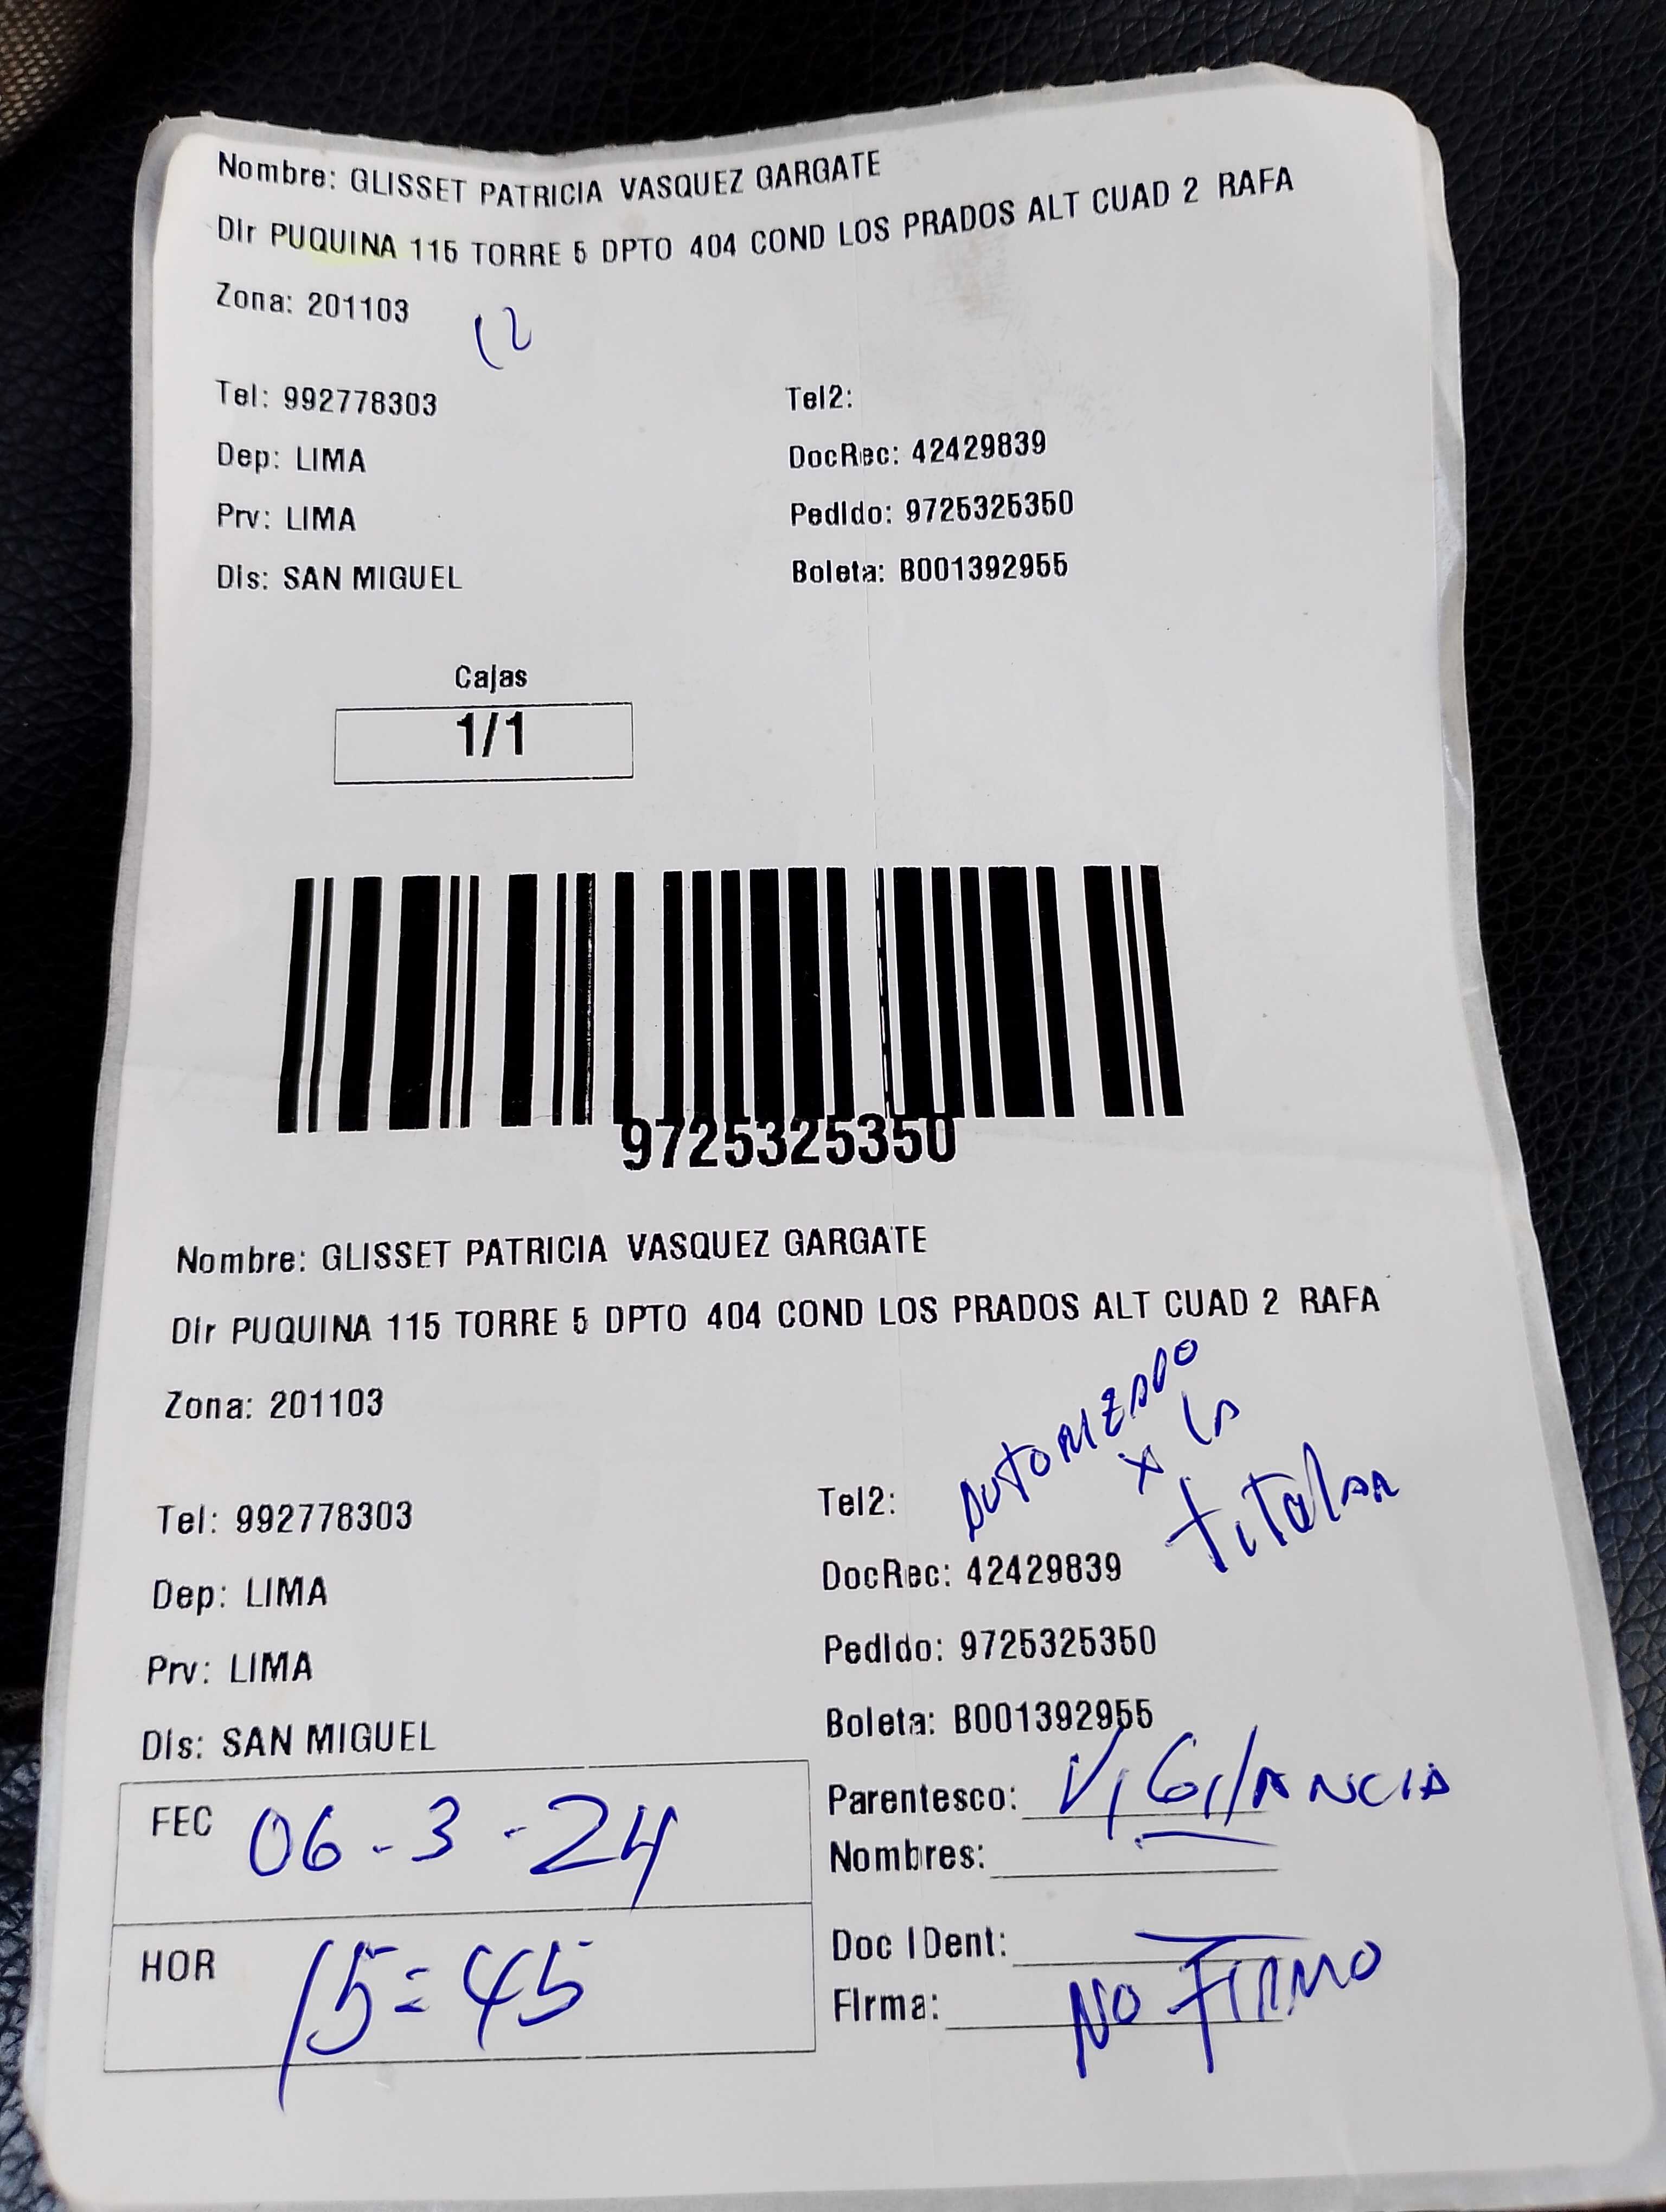 Nombre: GLISSET PATRICIA VASQUEZ GARGATE
Dir PUQUINA 115 TORRE 5 DPTO 404 COND LOS PRADOS ALT CUAD 2 RAFA
Zona: 201103
12
Tel: 992778303 Tel2:
Dep: LIMA DocRec: 42429839
Prv: LIMA Pedido: 9725325350
Dis: SAN MIGUEL Boleta: B001392955
Cajas
1/1
9725325350
Nombre: GLISSET PATRICIA VASQUEZ GARGATE
Dir PUQUINA 115 TORRE 5 DPTO 404 COND LOS PRADOS ALT CUAD 2 RAFA
Zona: 201103
AUTORIZADO
x LA
titular
Tel: 992778303 Tel2:
Dep: LIMA DocRec: 42429839
Prv: LIMA Pedido: 9725325350
Dis: SAN MIGUEL Boleta: B001392955
FEC 06-3-24 Parentesco: VIGILANCIA
Nombres:
HOR 15:45 Doc IDent:
Firma: NO FIRMO